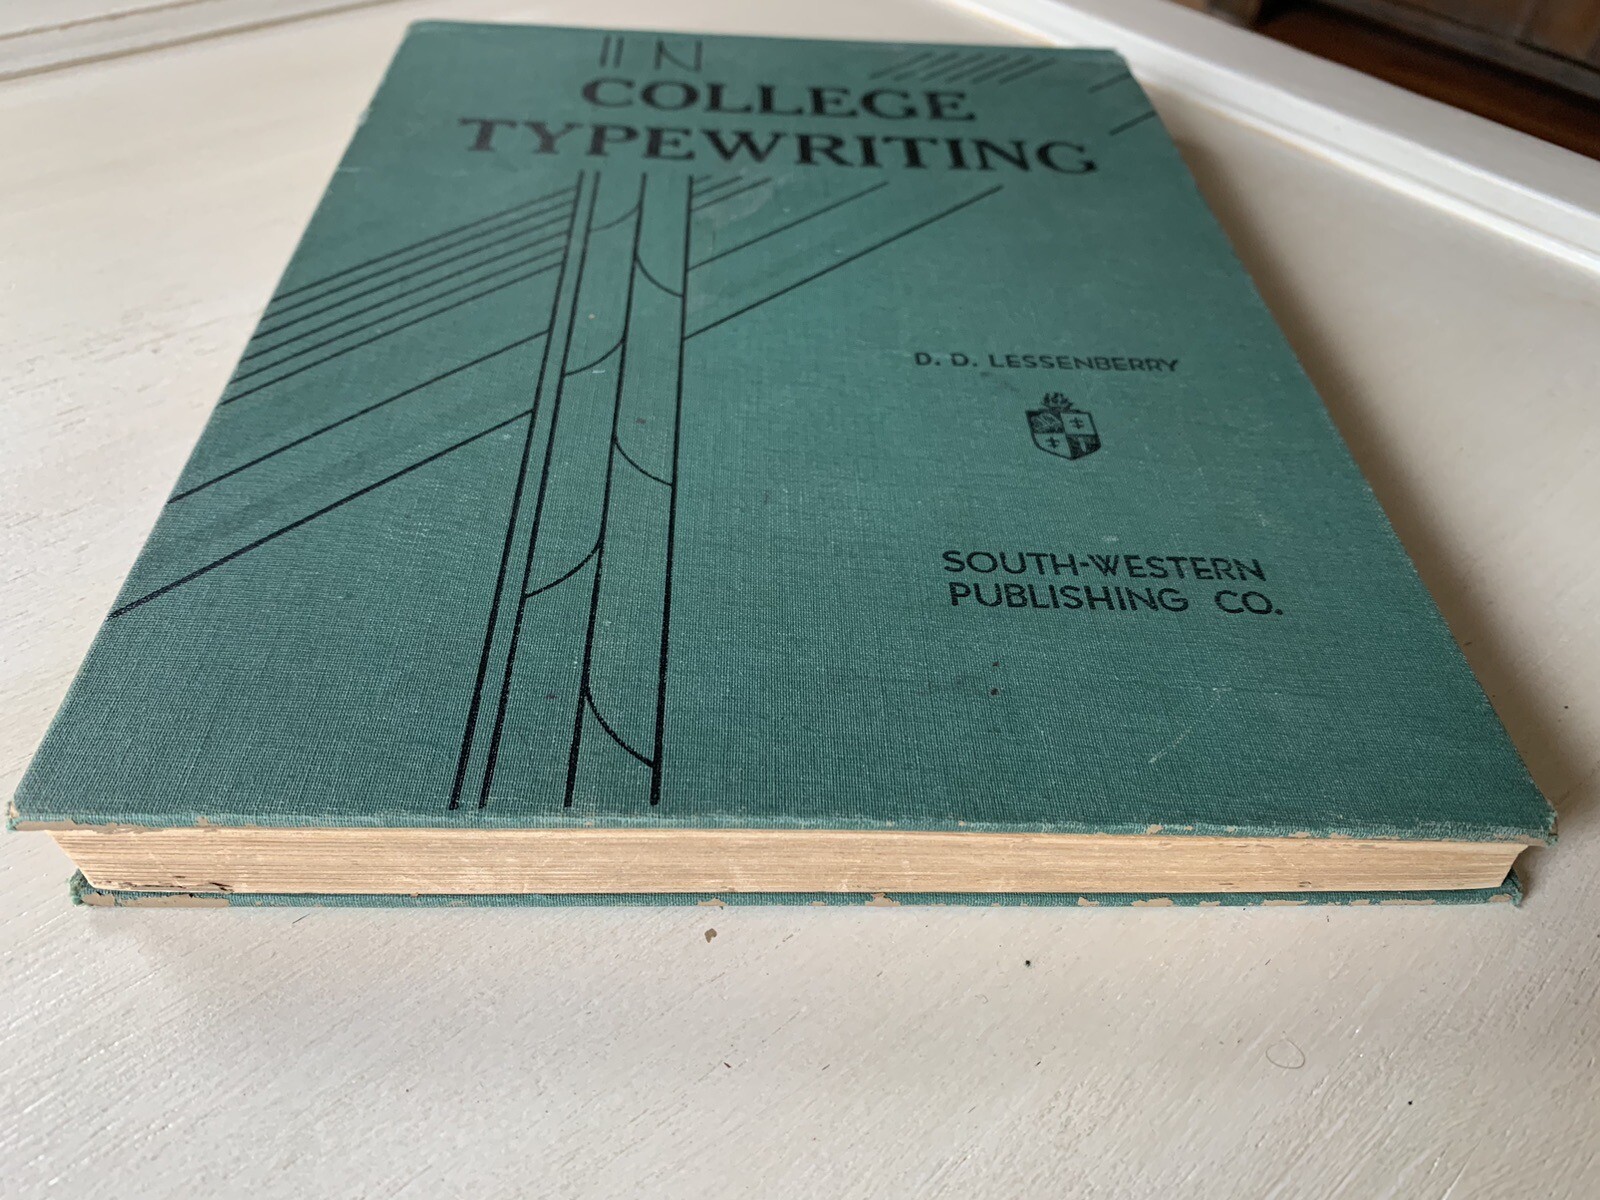 COLLEGE
TYPEWRITING
D. D. LESSENBERRY
SOUTH-WESTERN
PUBLISHING CO.